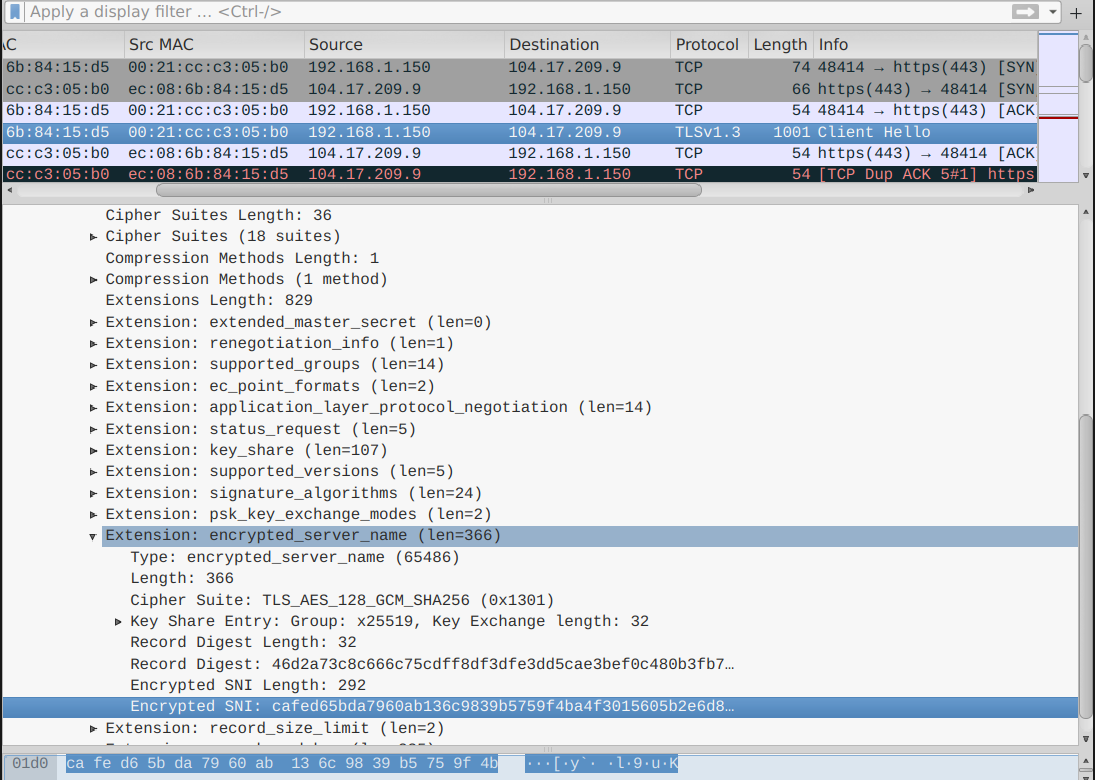 Apply a display filter ... <Ctrl-/>
+
AC Src MAC Source Destination Protocol Length Info
6b:84:15:d5 00:21:cc:c3:05:b0 192.168.1.150 104.17.209.9 TCP 74 48414 → https(443) [SYN
cc:c3:05:b0 ec:08:6b:84:15:d5 104.17.209.9 192.168.1.150 TCP 66 https(443) → 48414 [SYN
6b:84:15:d5 00:21:cc:c3:05:b0 192.168.1.150 104.17.209.9 TCP 54 48414 → https(443) [ACK
6b:84:15:d5 00:21:cc:c3:05:b0 192.168.1.150 104.17.209.9 TLSv1.3 1001 Client Hello
cc:c3:05:b0 ec:08:6b:84:15:d5 104.17.209.9 192.168.1.150 TCP 54 https(443) → 48414 [ACK
cc:c3:05:b0 ec:08:6b:84:15:d5 104.17.209.9 192.168.1.150 TCP 54 [TCP Dup ACK 5#1] https
Cipher Suites Length: 36
Cipher Suites (18 suites)
Compression Methods Length: 1
Compression Methods (1 method)
Extensions Length: 829
Extension: extended_master_secret (len=0)
Extension: renegotiation_info (len=1)
Extension: supported_groups (len=14)
Extension: ec_point_formats (len=2)
Extension: application_layer_protocol_negotiation (len=14)
Extension: status_request (len=5)
Extension: key_share (len=107)
Extension: supported_versions (len=5)
Extension: signature_algorithms (len=24)
Extension: psk_key_exchange_modes (len=2)
Extension: encrypted_server_name (len=366)
Type: encrypted_server_name (65486)
Length: 366
Cipher Suite: TLS_AES_128_GCM_SHA256 (0x1301)
Key Share Entry: Group: x25519, Key Exchange length: 32
Record Digest Length: 32
Record Digest: 46d2a73c8c666c75cdff8df3dfe3dd5cae3bef0c480b3fb7…
Encrypted SNI Length: 292
Encrypted SNI: cafed65bda7960ab136c9839b5759f4ba4f3015605b2e6d8…
Extension: record_size_limit (len=2)
01d0 ca fe d6 5b da 79 60 ab 13 6c 98 39 b5 75 9f 4b ···[·y`· ·l·9·u·K